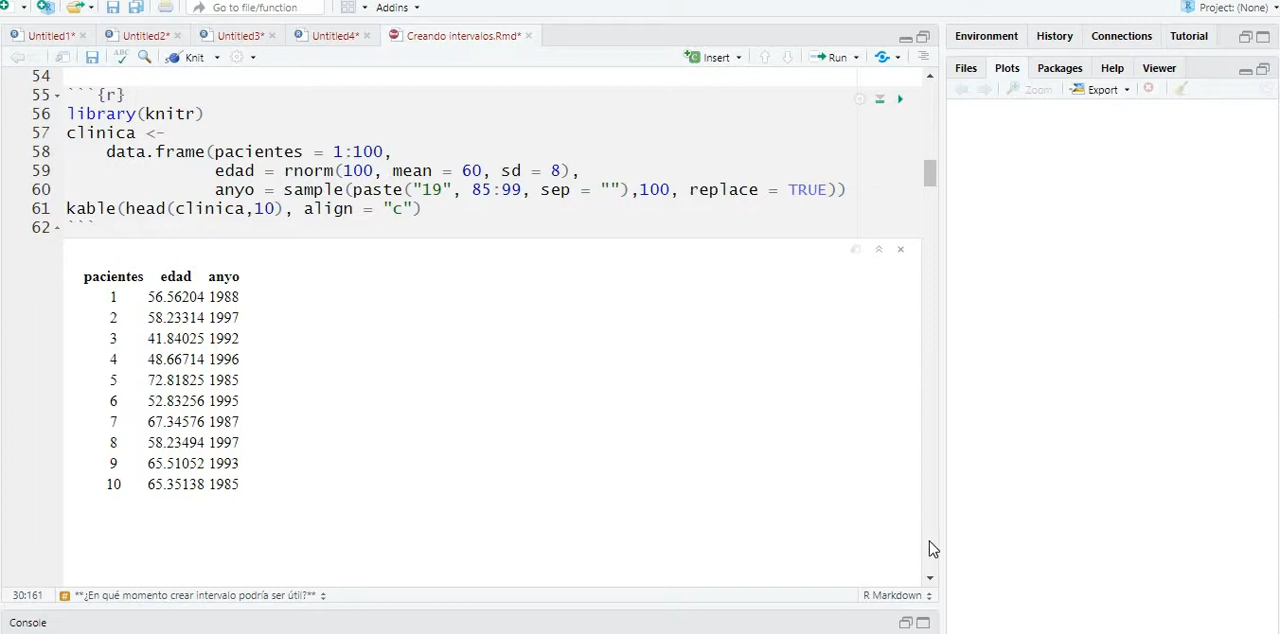 Go to file/function
Addins
Project: (None)
Untitled1*
Untitled2*
Untitled3*
Untitled4*
Creando intervalos.Rmd*
Environment
History
Connections
Tutorial
ABC
Knit
Insert
Run
Files
Plots
Packages
Help
Viewer
Zoom
Export
54
55 ```{r}
56 library(knitr)
57 clinica <-
58 data.frame(pacientes = 1:100,
59 edad = rnorm(100, mean = 60, sd = 8),
60 anyo = sample(paste("19", 85:99, sep = ""),100, replace = TRUE))
61 kable(head(clinica,10), align = "c")
62 ```
pacientes edad anyo
1 56.56204 1988
2 58.23314 1997
3 41.84025 1992
4 48.66714 1996
5 72.81825 1985
6 52.83256 1995
7 67.34576 1987
8 58.23494 1997
9 65.51052 1993
10 65.35138 1985
30:161
# **¿En qué momento crear intervalo podría ser útil?**
R Markdown
Console